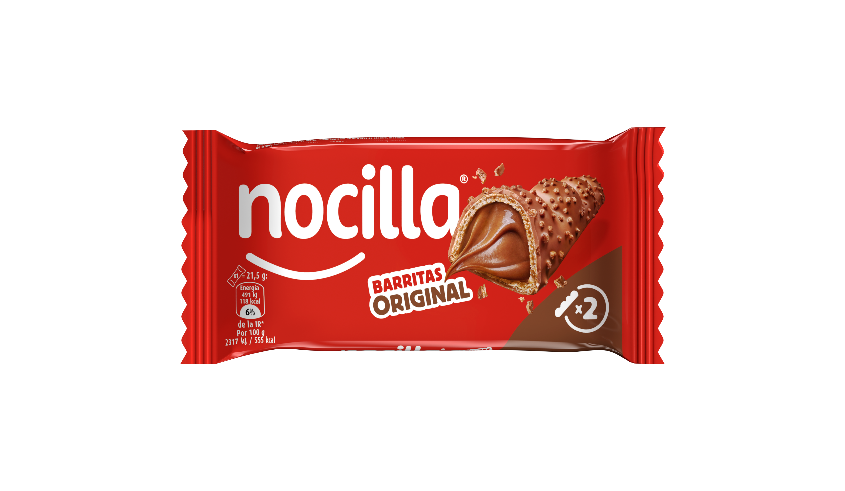 nocilla®
BARRITAS
ORIGINAL
x2
21,5 g:
Energía
491 kJ
118 kcal
6%
de la IR*
Por 100 g
2317 kJ / 555 kcal